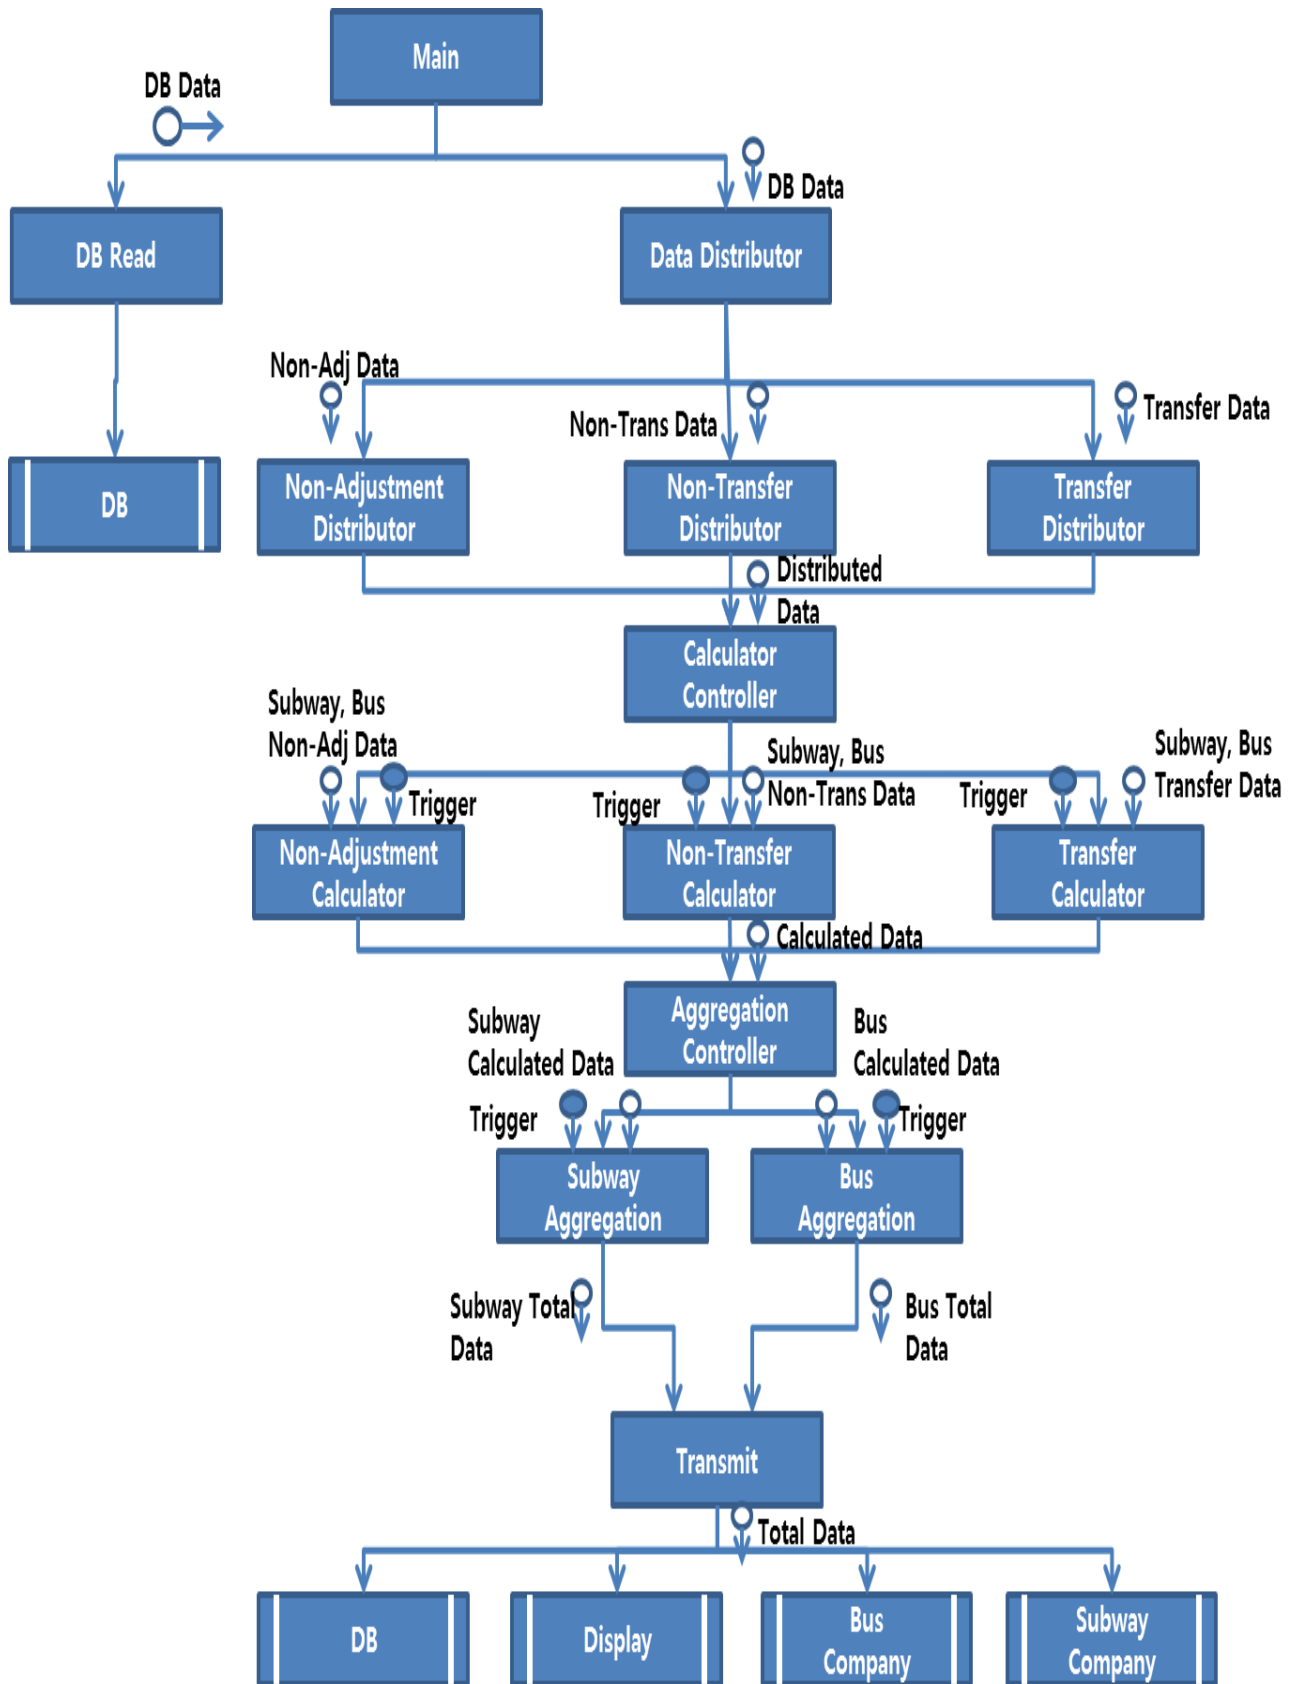 Main
DB Data
DB Data
DB Read
Data Distributor
Non-Adj Data
Non-Trans Data
Transfer Data
DB
Non-Adjustment
Distributor
Non-Transfer
Distributor
Transfer
Distributor
Distributed
Data
Calculator
Controller
Subway, Bus
Non-Adj Data
Trigger
Trigger
Subway, Bus
Non-Trans Data
Trigger
Subway, Bus
Transfer Data
Non-Adjustment
Calculator
Non-Transfer
Calculator
Transfer
Calculator
Calculated Data
Aggregation
Controller
Subway
Calculated Data
Trigger
Bus
Calculated Data
Trigger
Subway
Aggregation
Bus
Aggregation
Subway Total
Data
Bus Total
Data
Transmit
Total Data
DB
Display
Bus
Company
Subway
Company